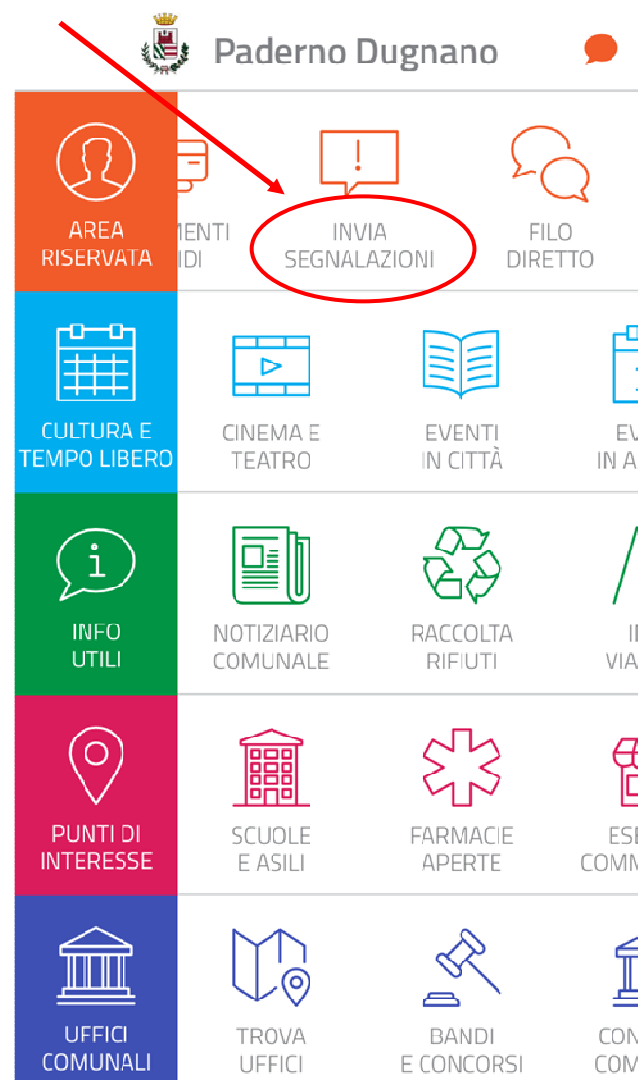 Paderno Dugnano
AREA
RISERVATA
INVIA
SEGNALAZIONI
FILO
DIRETTO
CULTURA E
TEMPO LIBERO
CINEMA E
TEATRO
EVENTI
IN CITTÀ
IN
INFO
UTILI
NOTIZIARIO
COMUNALE
RACCOLTA
RIFIUTI
PUNTI DI
INTERESSE
SCUOLE
E ASILI
FARMACIE
APERTE
UFFICI
COMUNALI
TROVA
UFFICI
BANDI
E CONCORSI